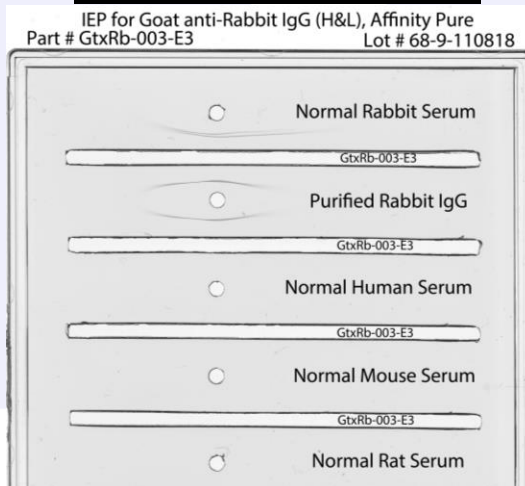 IEP for Goat anti-Rabbit IgG (H&L), Affinity Pure
Part # GtxRb-003-E3 Lot # 68-9-110818
Normal Rabbit Serum
GtxRb-003-E3
Purified Rabbit IgG
GtxRb-003-E3
Normal Human Serum
GtxRb-003-E3
Normal Mouse Serum
GtxRb-003-E3
Normal Rat Serum